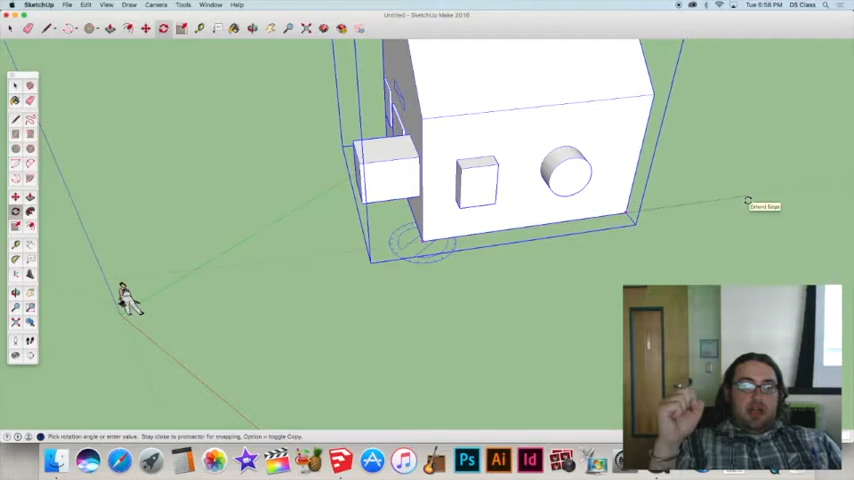 SketchUp File Edit View Camera Draw Tools Window Help
Tue 6:58 PM DS Class
Untitled - SketchUp Make 2016
Extend Edge
Pick rotation angle or enter value. Stay close to protractor for snapping, Option = toggle Copy.
Ps Ai Id